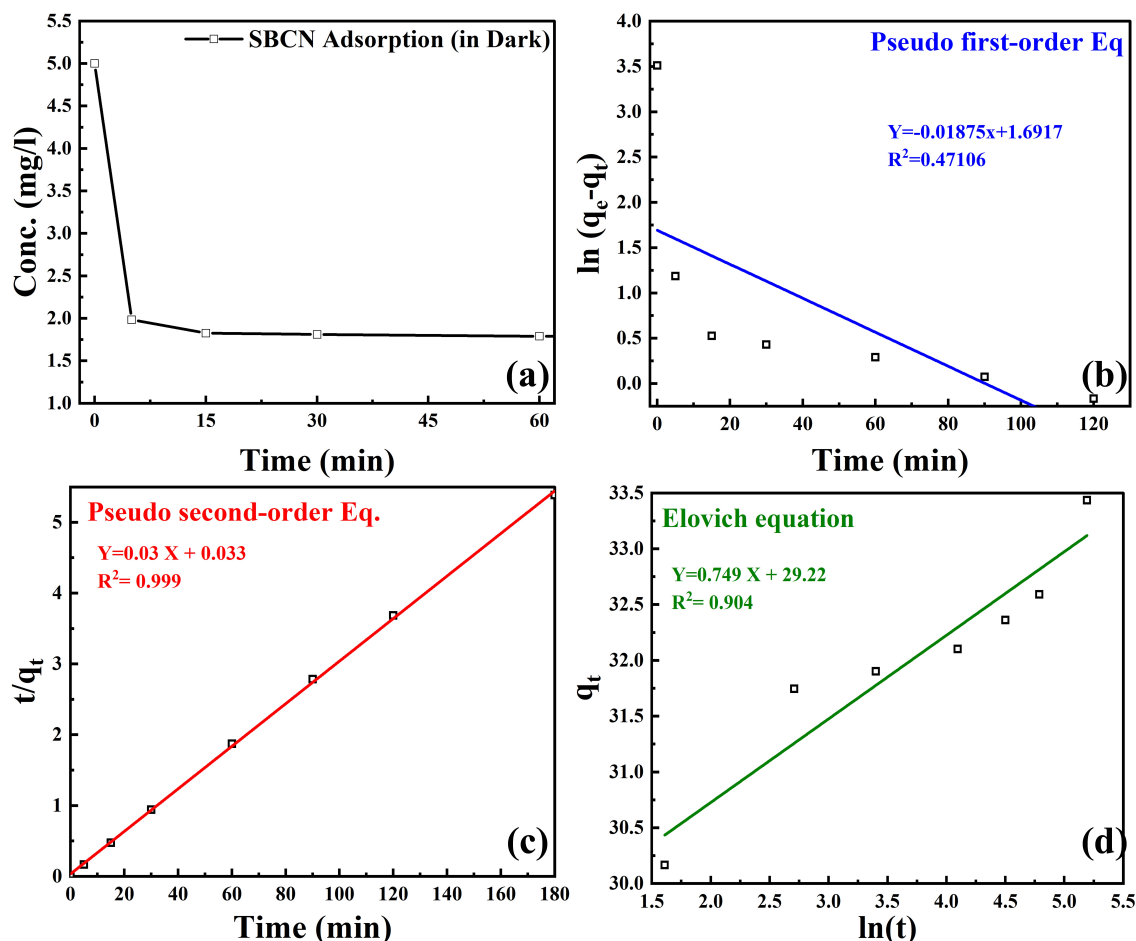 SBCN Adsorption (in Dark)
5.5
5.0
4.5
4.0
3.5
3.0
2.5
2.0
1.5
1.0
Conc. (mg/l)
(a)
0 15 30 45 60
Time (min)
Pseudo first-order Eq
Y=-0.01875x+1.6917
R²=0.47106
4.0
3.5
3.0
2.5
2.0
1.5
1.0
0.5
0.0
ln (qₑ-qₜ)
(b)
0 20 40 60 80 100 120
Time (min)
Pseudo second-order Eq.
Y=0.03 X + 0.033
R²= 0.999
5
4
3
2
1
0
t/qₜ
(c)
0 20 40 60 80 100 120 140 160 180
Time (min)
Elovich equation
Y=0.749 X + 29.22
R²= 0.904
33.5
33.0
32.5
32.0
31.5
31.0
30.5
30.0
qₜ
(d)
1.5 2.0 2.5 3.0 3.5 4.0 4.5 5.0 5.5
ln(t)